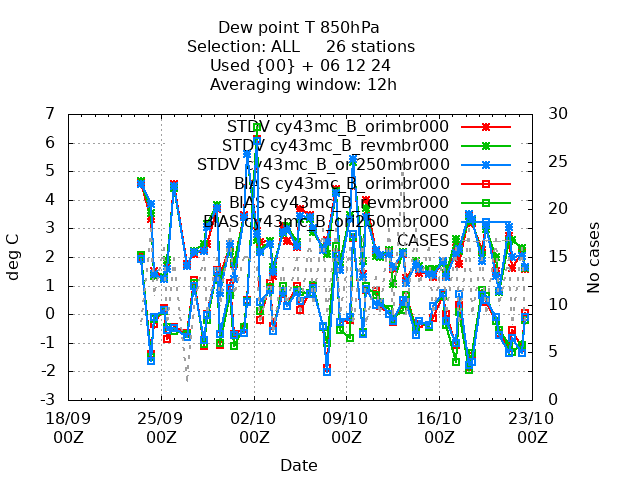 Dew point T 850hPa
Selection: ALL     26 stations
Used {00} + 06 12 24
Averaging window: 12h
7
6
5
4
3
2
1
0
-1
-2
-3
30
25
20
15
10
5
0
deg C
No cases
STDV cy43mc_B_orimbr000
STDV cy43mc_B_revmbr000
STDV cy43mc_B_ori250mbr000
BIAS cy43mc_B_orimbr000
BIAS cy43mc_B_revmbr000
BIAS cy43mc_B_ori250mbr000
CASES
18/09 25/09 02/10 09/10 16/10 23/10
00Z 00Z 00Z 00Z 00Z 00Z
Date